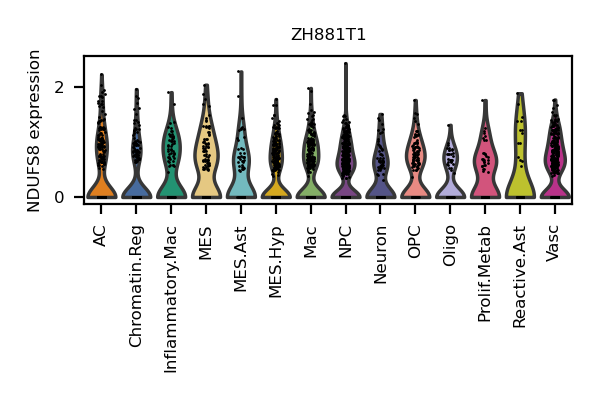 ZH881T1
NDUFS8 expression
2
0
AC
Chromatin.Reg
Inflammatory.Mac
MES
MES.Ast
MES.Hyp
Mac
NPC
Neuron
OPC
Oligo
Prolif.Metab
Reactive.Ast
Vasc